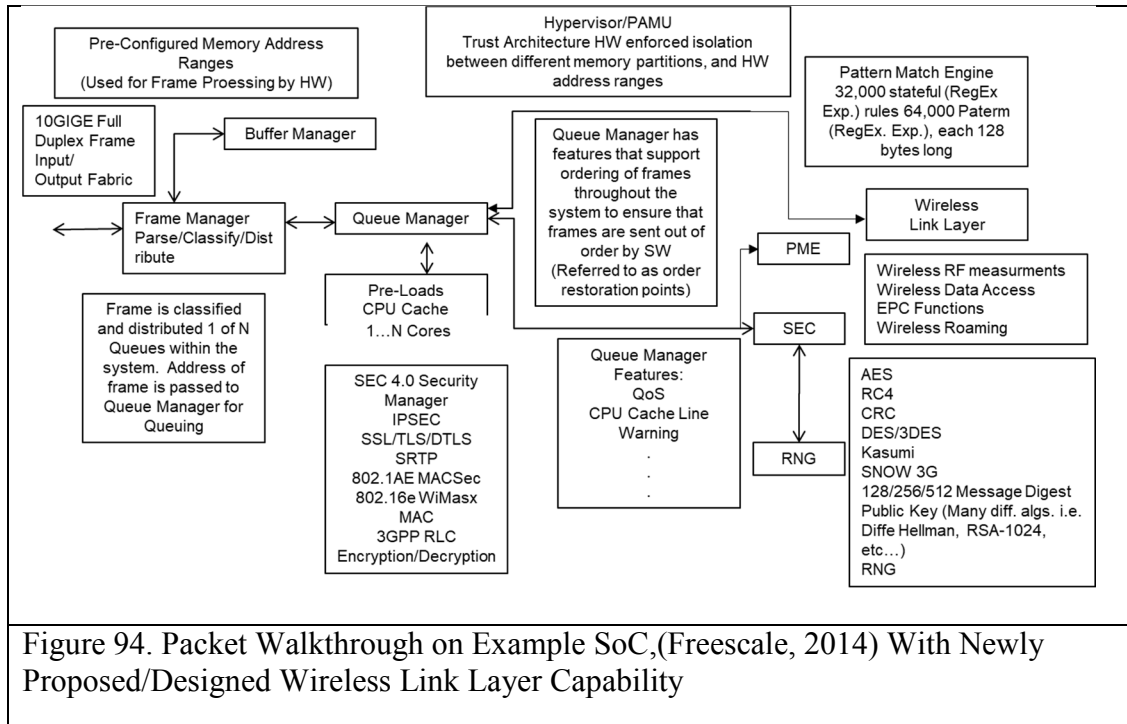 Pre-Configured Memory Address
Ranges
(Used for Frame Proessing by HW)
Hypervisor/PAMU
Trust Architecture HW enforced isolation
between different memory partitions, and HW
address ranges
Pattern Match Engine
32,000 stateful (RegEx
Exp.) rules 64,000 Paterm
(RegEx. Exp.), each 128
bytes long
10GIGE Full
Duplex Frame
Input/
Output Fabric
Buffer Manager
Queue Manager has
features that support
ordering of frames
throughout the
system to ensure that
frames are sent out of
order by SW
(Referred to as order
restoration points)
Frame Manager
Parse/Classify/Dist
ribute
Queue Manager
Wireless
Link Layer
PME
Pre-Loads
CPU Cache
1...N Cores
Wireless RF measurments
Wireless Data Access
EPC Functions
Wireless Roaming
Frame is classified
and distributed 1 of N
Queues within the
system. Address of
frame is passed to
Queue Manager for
Queuing
SEC
SEC 4.0 Security
Manager
IPSEC
SSL/TLS/DTLS
SRTP
802.1AE MACSec
802.16e WiMasx
MAC
3GPP RLC
Encryption/Decryption
Queue Manager
Features:
QoS
CPU Cache Line
Warning
.
.
.
RNG
AES
RC4
CRC
DES/3DES
Kasumi
SNOW 3G
128/256/512 Message Digest
Public Key (Many diff. algs. i.e.
Diffe Hellman, RSA-1024,
etc...)
RNG
Figure 94. Packet Walkthrough on Example SoC,(Freescale, 2014) With Newly
Proposed/Designed Wireless Link Layer Capability